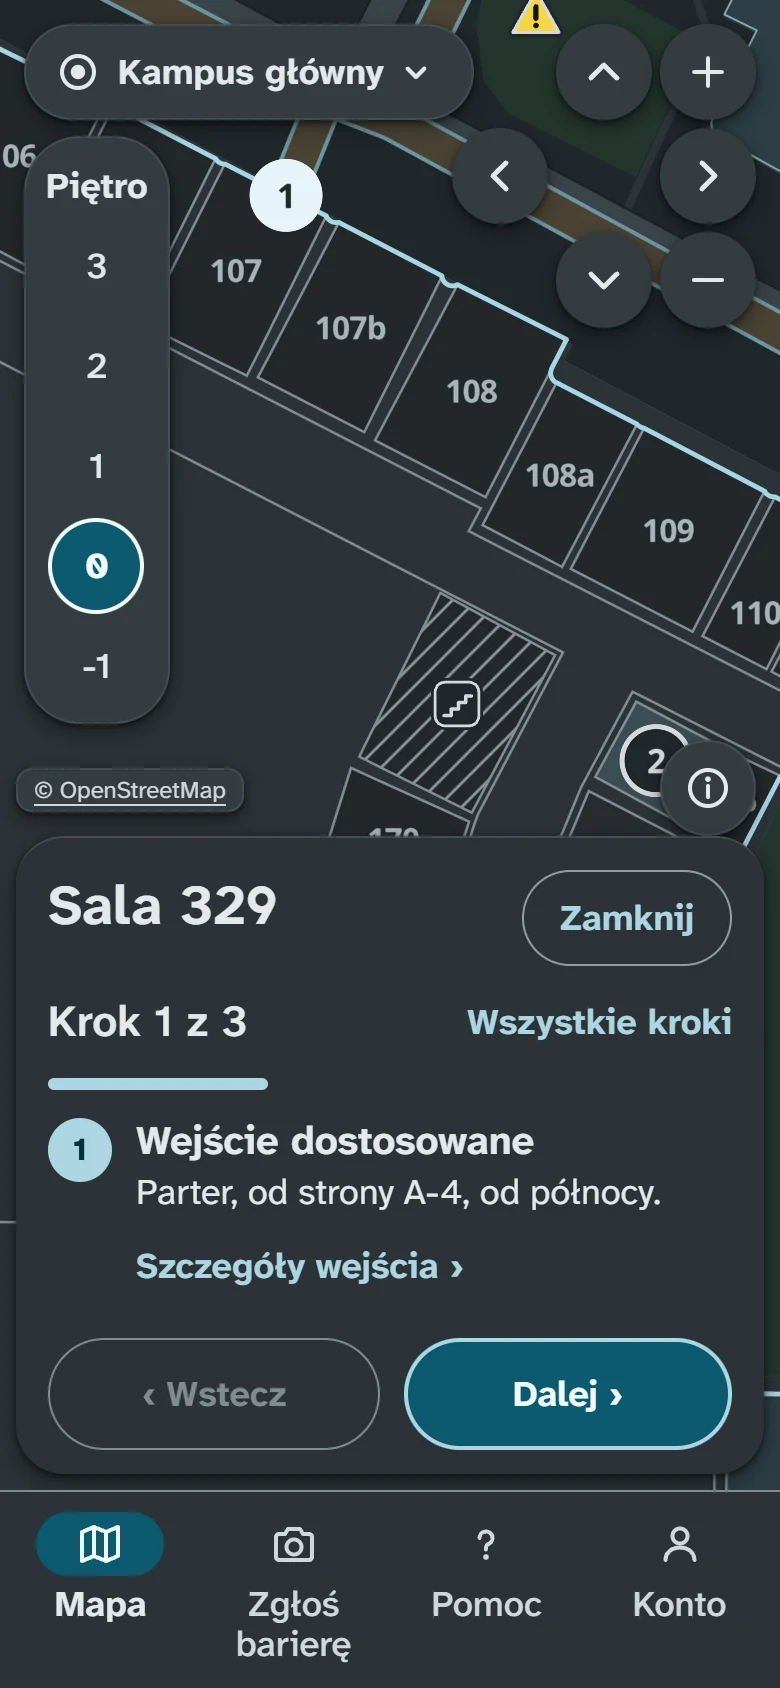 Kampus główny
06
Piętro
1
3
107
2
107b
108
1
108a
109
0
110
-1
2
© OpenStreetMap
170
Sala 329
Zamknij
Krok 1 z 3
Wszystkie kroki
1
Wejście dostosowane
Parter, od strony A-4, od północy.
Szczegóły wejścia ›
‹ Wstecz
Dalej ›
Mapa
Zgłoś
barierę
Pomoc
Konto